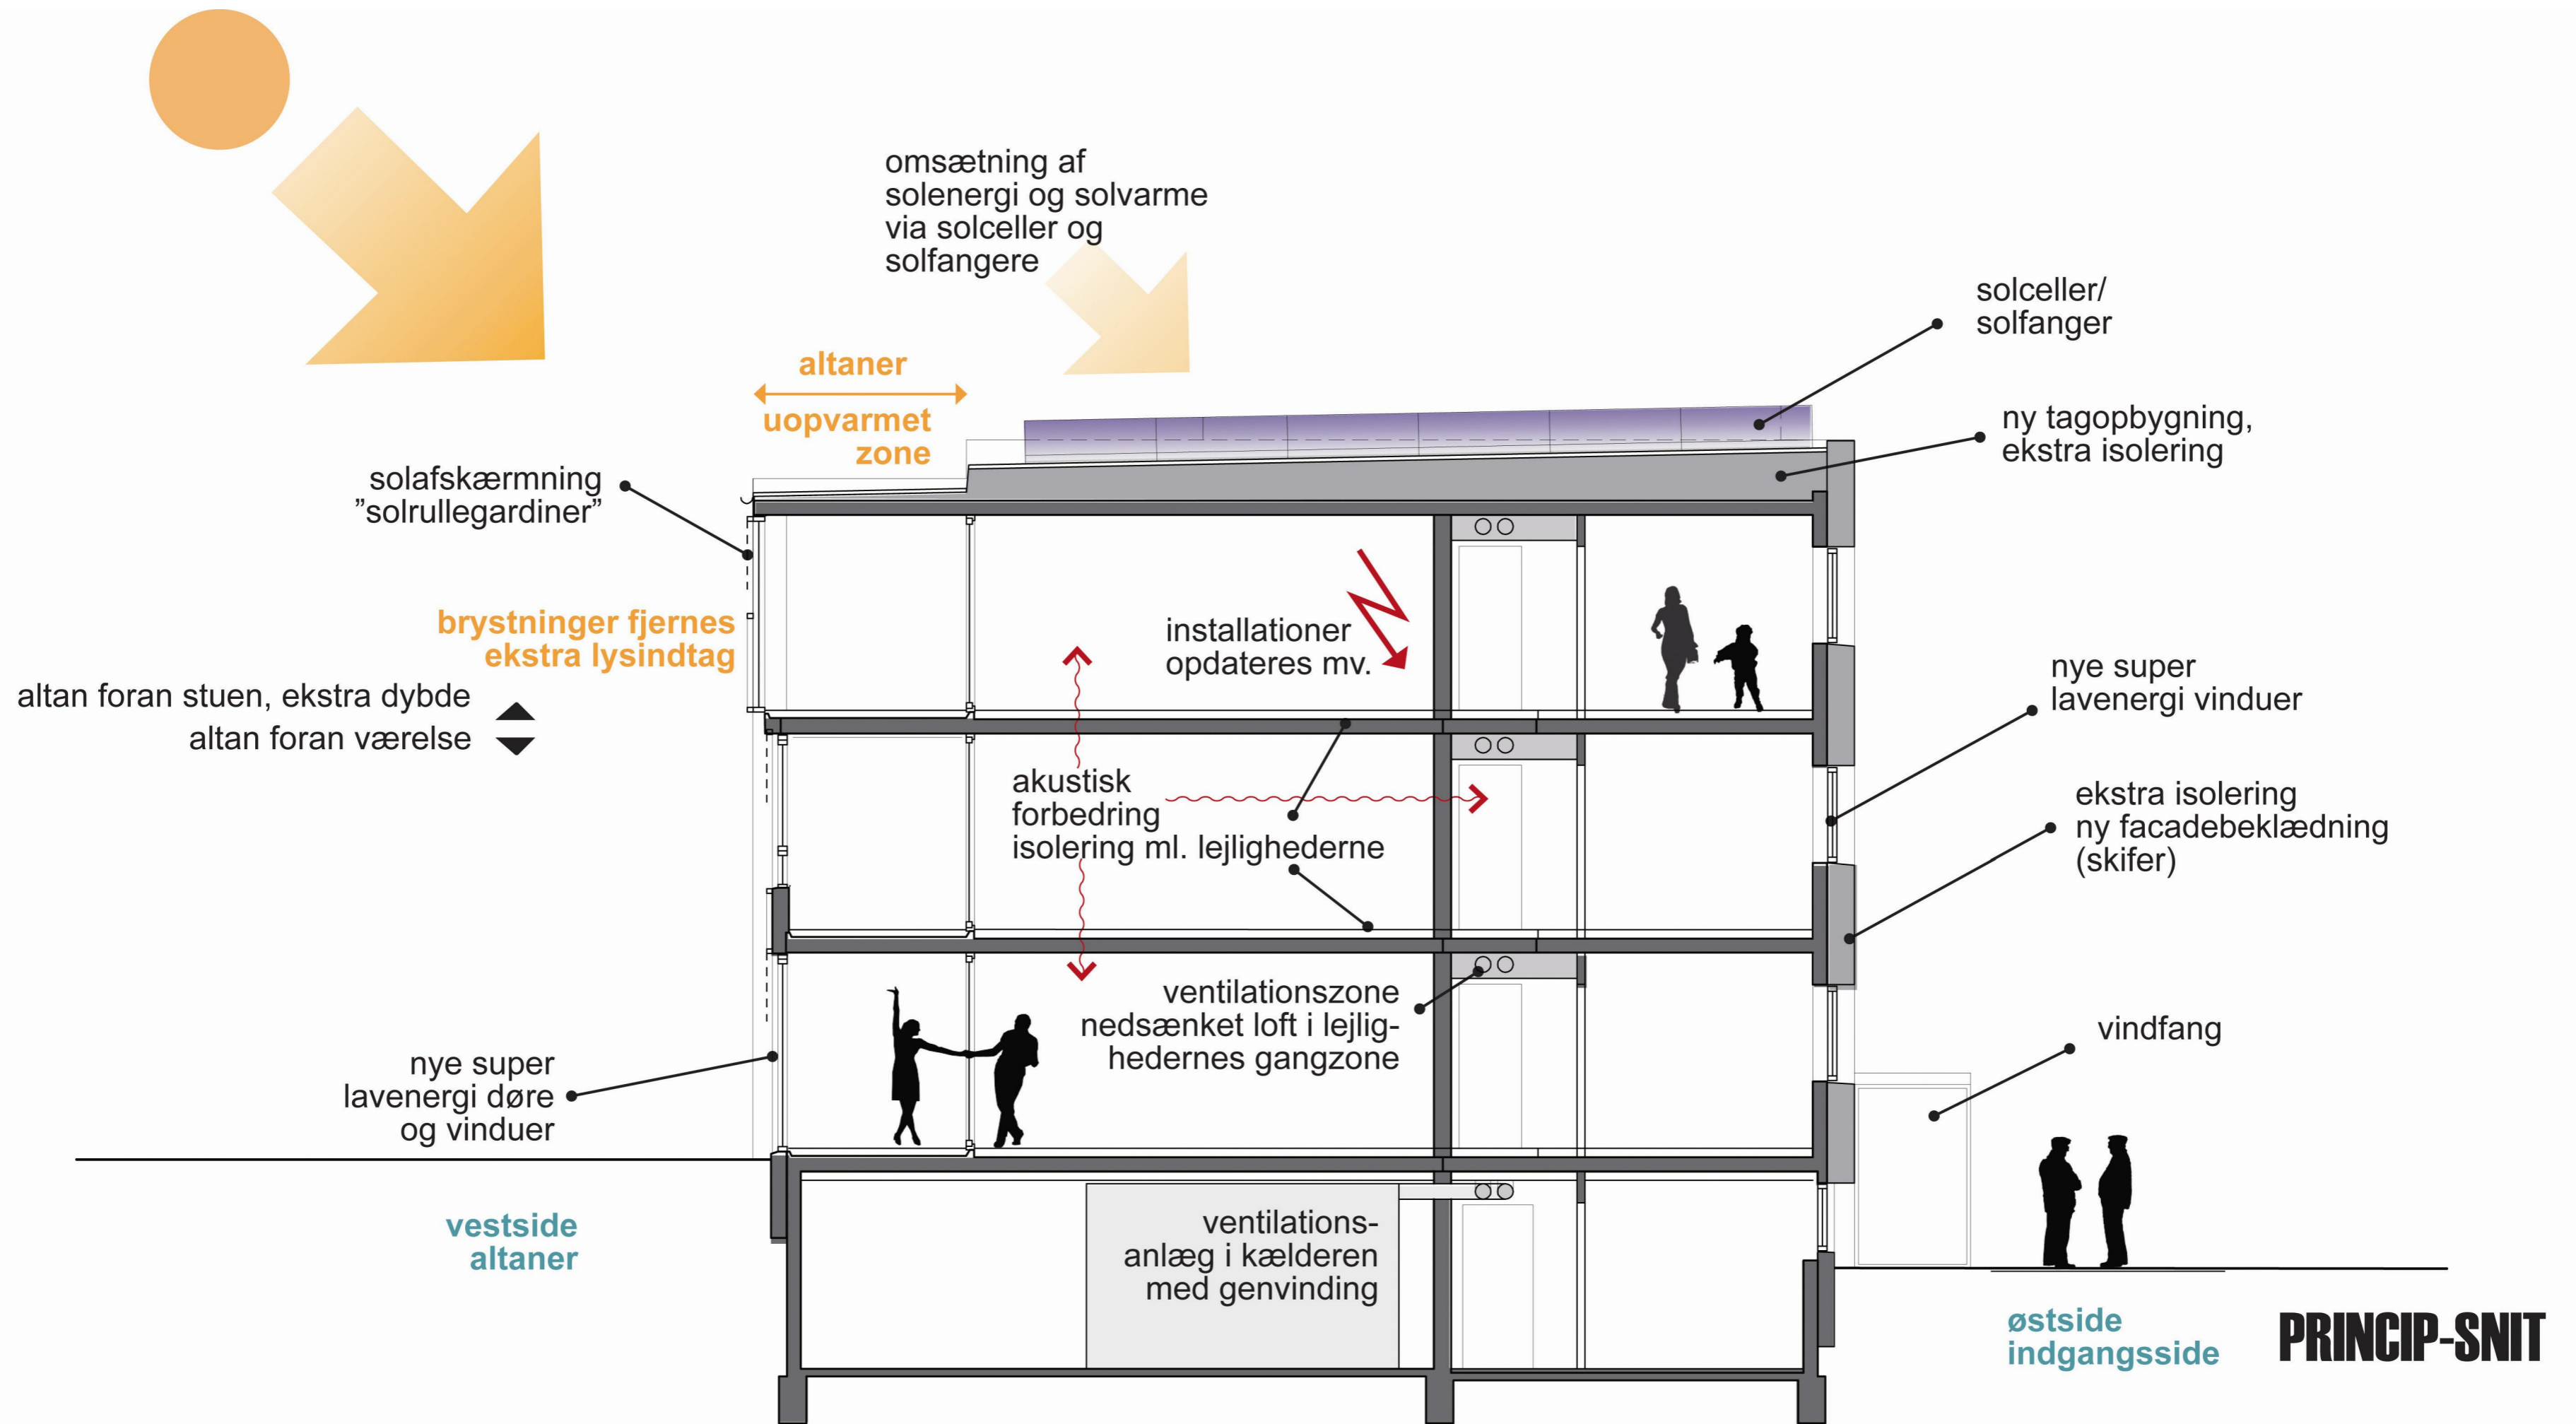 omsætning af
solenergi og solvarme
via solceller og
solfangere
solceller/
solfanger
altaner
uopvarmet
zone
ny tagopbygning,
ekstra isolering
solafskærmning
”solrullegardiner”
brystninger fjernes
ekstra lysindtag
installationer
opdateres mv.
altan foran stuen, ekstra dybde
altan foran værelse
nye super
lavenergi vinduer
akustisk
forbedring
isolering ml. lejlighederne
ekstra isolering
ny facadebeklædning
(skifer)
ventilationszone
nedsænket loft i lejlig-
hedernes gangzone
vindfang
nye super
lavenergi døre
og vinduer
vestside
altaner
ventilations-
anlæg i kælderen
med genvinding
østside
indgangsside
PRINCIP-SNIT